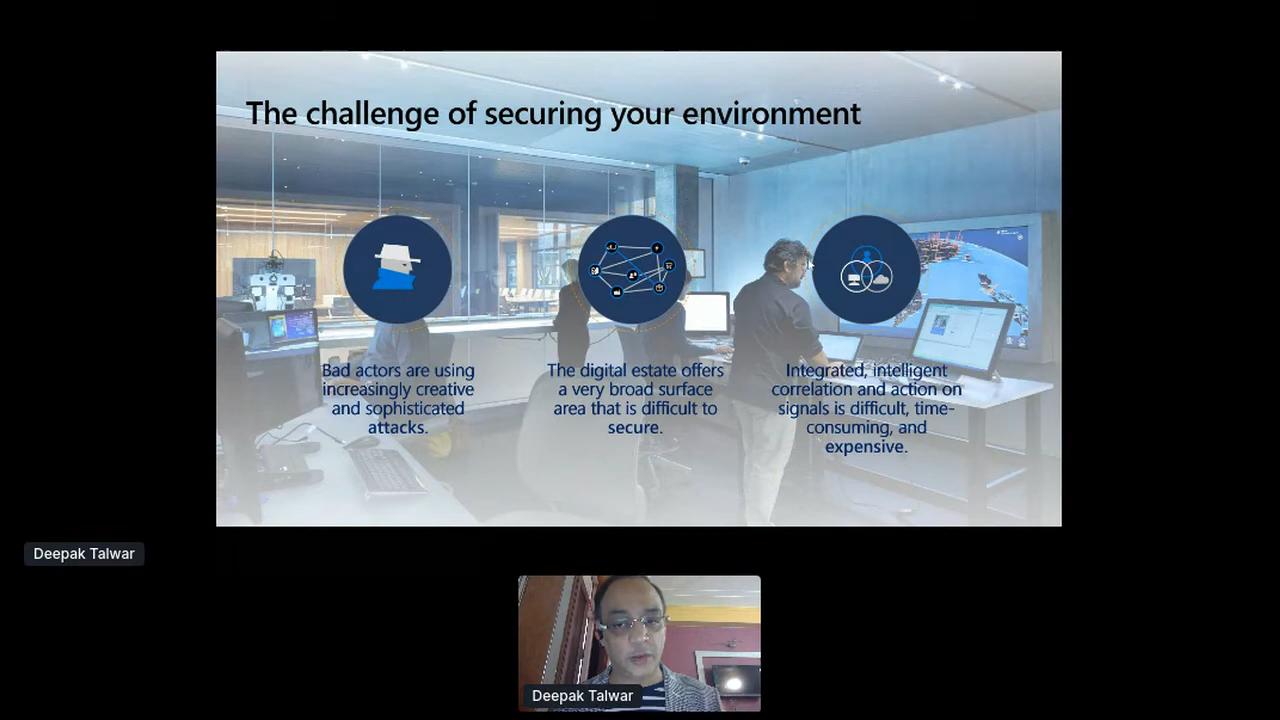 The challenge of securing your environment
Bad actors are using
increasingly creative
and sophisticated
attacks.
The digital estate offers
a very broad surface
area that is difficult to
secure.
Integrated, intelligent
correlation and action on
signals is difficult, time-
consuming, and
expensive.
Deepak Talwar
Deepak Talwar